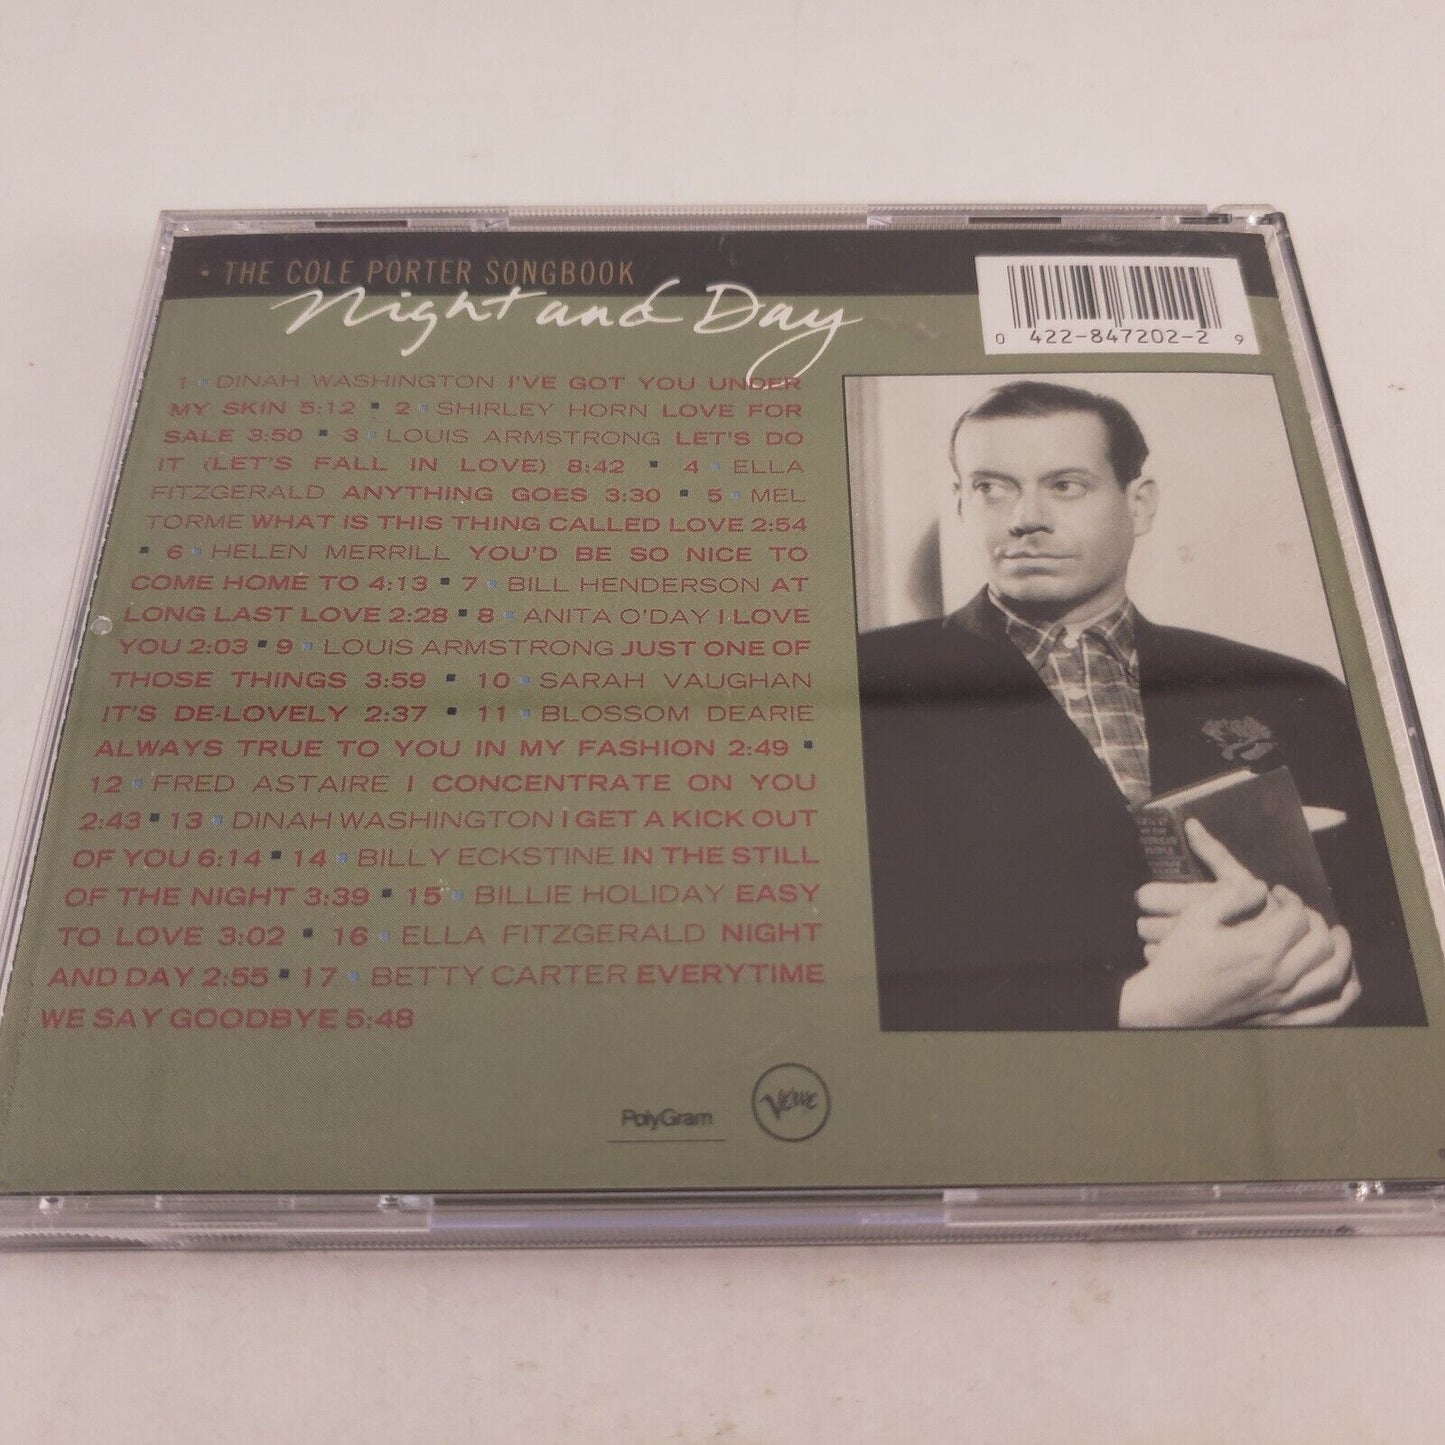 • THE COLE PORTER SONGBOOK
Night and Day
0 422-847202-2 9
1 ▪ DINAH WASHINGTON I'VE GOT YOU UNDER
MY SKIN 5:12 ▪ 2 ▪ SHIRLEY HORN LOVE FOR
SALE 3:50 ▪ 3 ▪ LOUIS ARMSTRONG LET'S DO
IT (LET'S FALL IN LOVE) 8:42 ▪ 4 ▪ ELLA
FITZGERALD ANYTHING GOES 3:30 ▪ 5 ▪ MEL
TORME WHAT IS THIS THING CALLED LOVE 2:54
▪ 6 ▪ HELEN MERRILL YOU'D BE SO NICE TO
COME HOME TO 4:13 ▪ 7 ▪ BILL HENDERSON AT
LONG LAST LOVE 2:28 ▪ 8 ▪ ANITA O'DAY I LOVE
YOU 2:03 ▪ 9 ▪ LOUIS ARMSTRONG JUST ONE OF
THOSE THINGS 3:59 ▪ 10 ▪ SARAH VAUGHAN
IT'S DE-LOVELY 2:37 ▪ 11 ▪ BLOSSOM DEARIE
ALWAYS TRUE TO YOU IN MY FASHION 2:49 ▪
12 ▪ FRED ASTAIRE I CONCENTRATE ON YOU
2:43 ▪ 13 ▪ DINAH WASHINGTON I GET A KICK OUT
OF YOU 6:14 ▪ 14 ▪ BILLY ECKSTINE IN THE STILL
OF THE NIGHT 3:39 ▪ 15 ▪ BILLIE HOLIDAY EASY
TO LOVE 3:02 ▪ 16 ▪ ELLA FITZGERALD NIGHT
AND DAY 2:55 ▪ 17 ▪ BETTY CARTER EVERYTIME
WE SAY GOODBYE 5:48
PolyGram
Verve